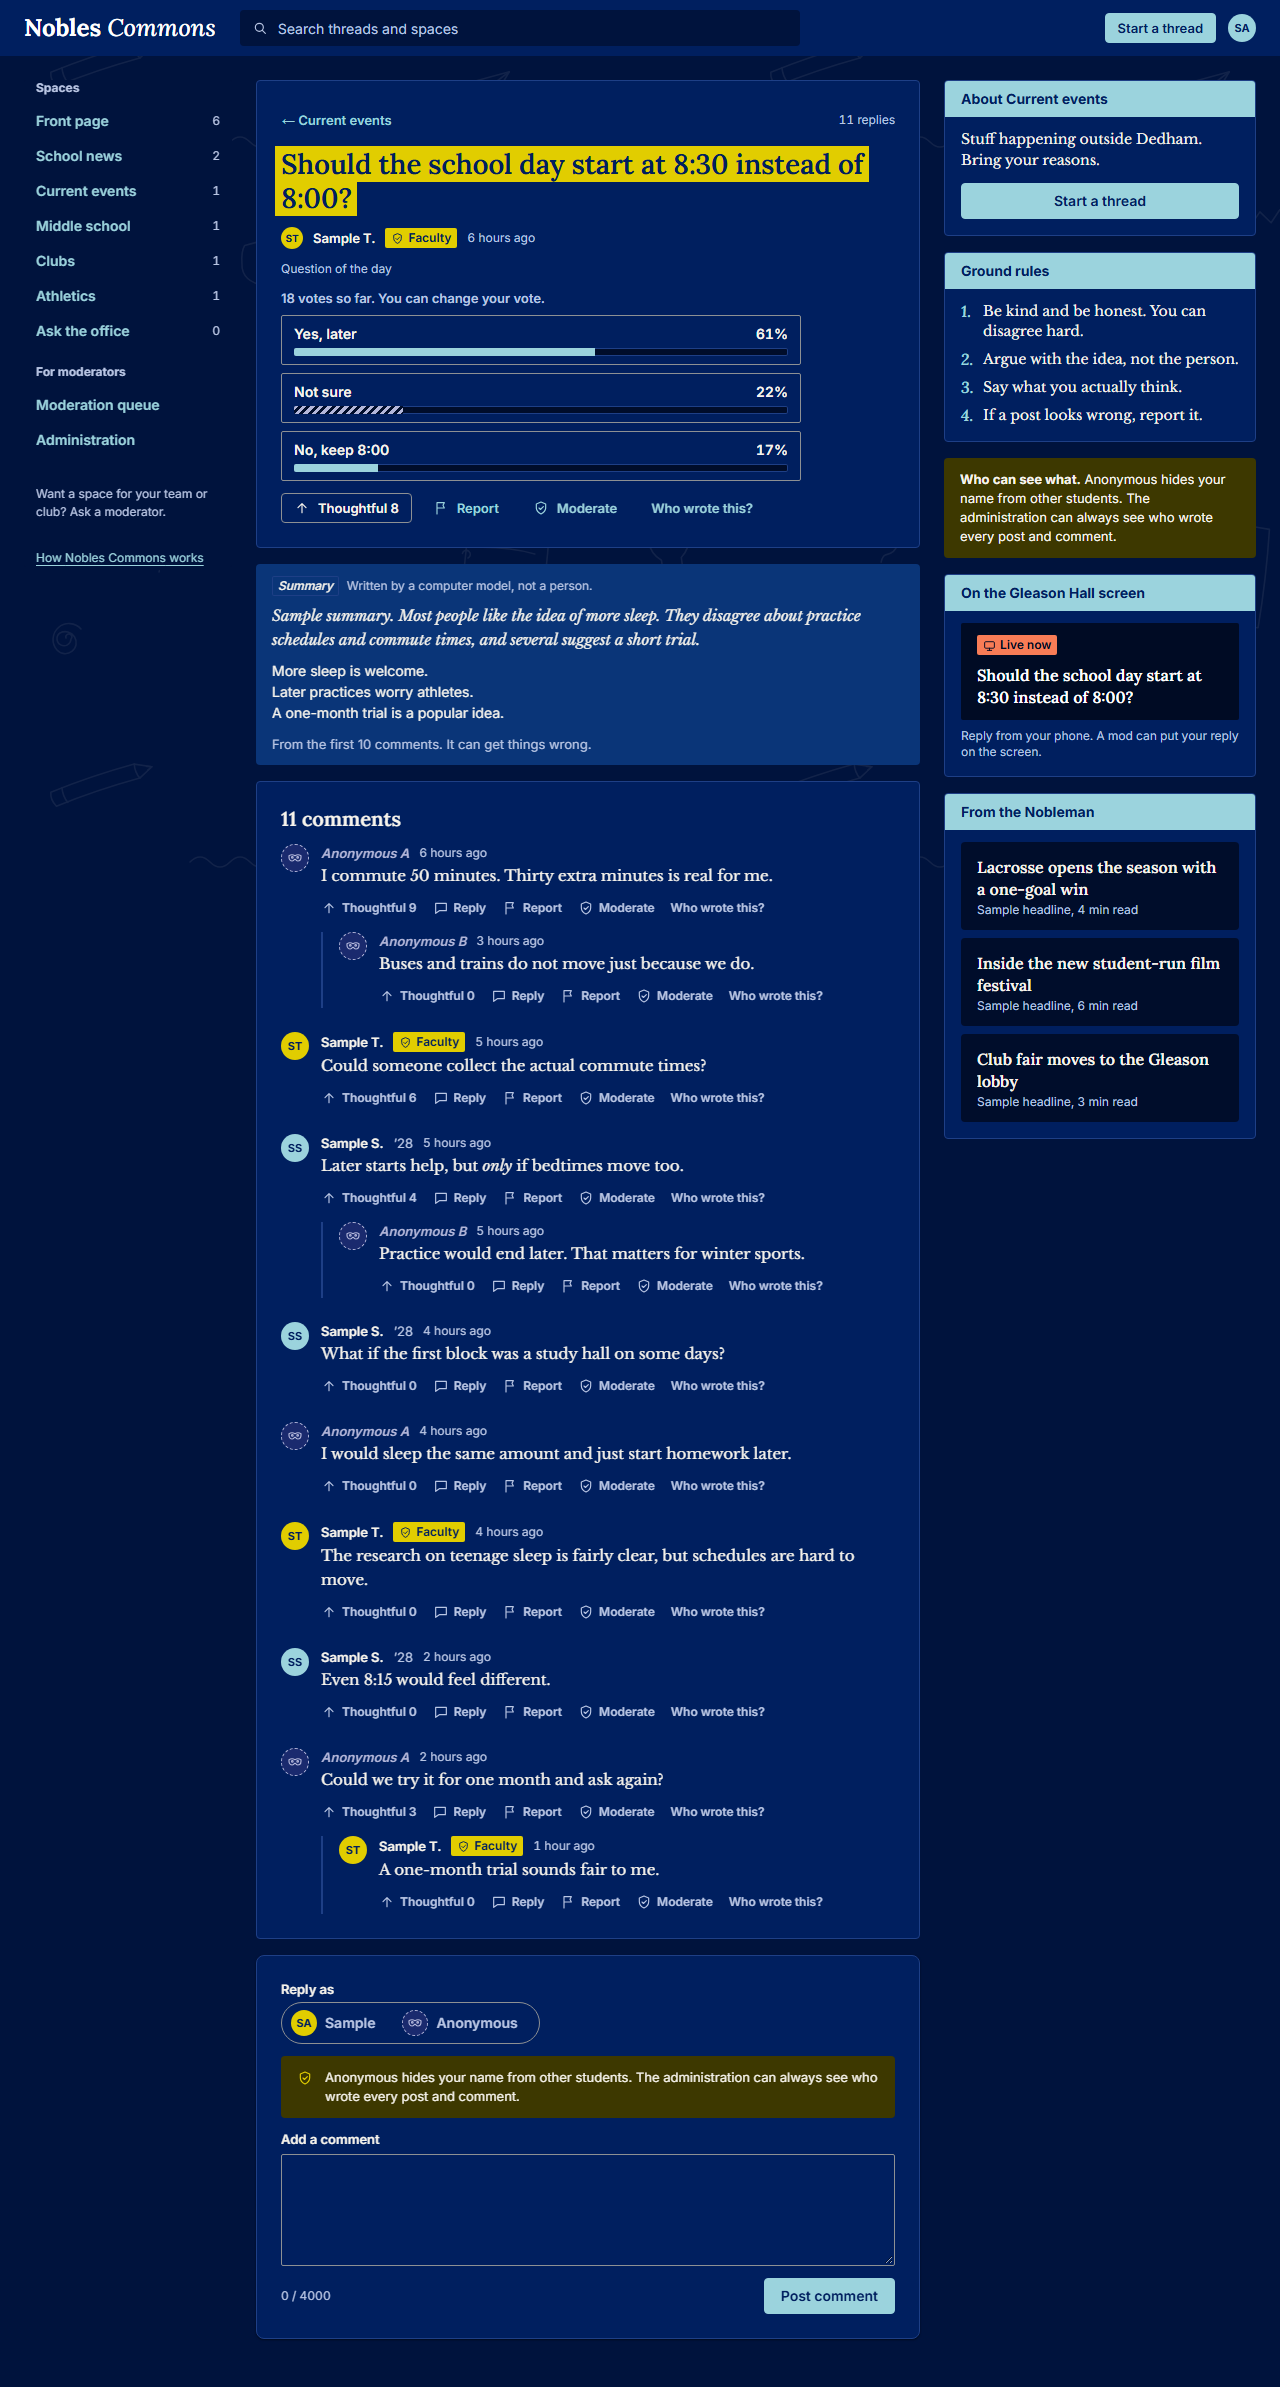 Nobles Commons
Search threads and spaces
Start a thread
SA
Spaces
Front page 6
School news 2
Current events 1
Middle school 1
Clubs 1
Athletics 1
Ask the office 0
For moderators
Moderation queue
Administration
Want a space for your team or
club? Ask a moderator.
How Nobles Commons works
← Current events
11 replies
Should the school day start at 8:30 instead of
8:00?
ST Sample T. Faculty 6 hours ago
Question of the day
18 votes so far. You can change your vote.
Yes, later 61%
Not sure 22%
No, keep 8:00 17%
Thoughtful 8 Report Moderate Who wrote this?
Summary Written by a computer model, not a person.
Sample summary. Most people like the idea of more sleep. They disagree about practice
schedules and commute times, and several suggest a short trial.
More sleep is welcome.
Later practices worry athletes.
A one-month trial is a popular idea.
From the first 10 comments. It can get things wrong.
11 comments
Anonymous A 6 hours ago
I commute 50 minutes. Thirty extra minutes is real for me.
Thoughtful 9 Reply Report Moderate Who wrote this?
Anonymous B 3 hours ago
Buses and trains do not move just because we do.
Thoughtful 0 Reply Report Moderate Who wrote this?
ST Sample T. Faculty 5 hours ago
Could someone collect the actual commute times?
Thoughtful 6 Reply Report Moderate Who wrote this?
SS Sample S. '28 5 hours ago
Later starts help, but only if bedtimes move too.
Thoughtful 4 Reply Report Moderate Who wrote this?
Anonymous B 5 hours ago
Practice would end later. That matters for winter sports.
Thoughtful 0 Reply Report Moderate Who wrote this?
SS Sample S. '28 4 hours ago
What if the first block was a study hall on some days?
Thoughtful 0 Reply Report Moderate Who wrote this?
Anonymous A 4 hours ago
I would sleep the same amount and just start homework later.
Thoughtful 0 Reply Report Moderate Who wrote this?
ST Sample T. Faculty 4 hours ago
The research on teenage sleep is fairly clear, but schedules are hard to
move.
Thoughtful 0 Reply Report Moderate Who wrote this?
SS Sample S. '28 2 hours ago
Even 8:15 would feel different.
Thoughtful 0 Reply Report Moderate Who wrote this?
Anonymous A 2 hours ago
Could we try it for one month and ask again?
Thoughtful 3 Reply Report Moderate Who wrote this?
ST Sample T. Faculty 1 hour ago
A one-month trial sounds fair to me.
Thoughtful 0 Reply Report Moderate Who wrote this?
Reply as
SA Sample Anonymous
Anonymous hides your name from other students. The administration can always see who
wrote every post and comment.
Add a comment
0 / 4000
Post comment
About Current events
Stuff happening outside Dedham.
Bring your reasons.
Start a thread
Ground rules
1. Be kind and be honest. You can
disagree hard.
2. Argue with the idea, not the person.
3. Say what you actually think.
4. If a post looks wrong, report it.
Who can see what. Anonymous hides your
name from other students. The
administration can always see who wrote
every post and comment.
On the Gleason Hall screen
Live now
Should the school day start at
8:30 instead of 8:00?
Reply from your phone. A mod can put your reply
on the screen.
From the Nobleman
Lacrosse opens the season with
a one-goal win
Sample headline, 4 min read
Inside the new student-run film
festival
Sample headline, 6 min read
Club fair moves to the Gleason
lobby
Sample headline, 3 min read